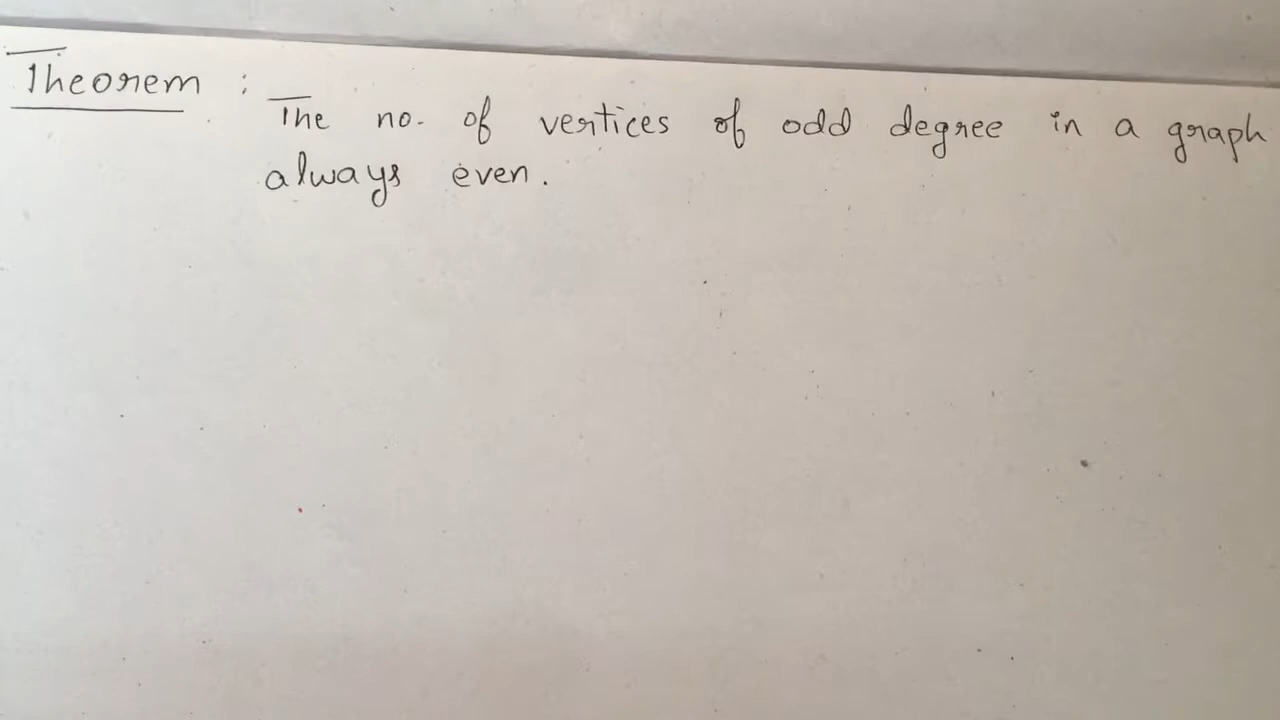 Theorem :
The no. of vertices of odd degree in a graph
always even.